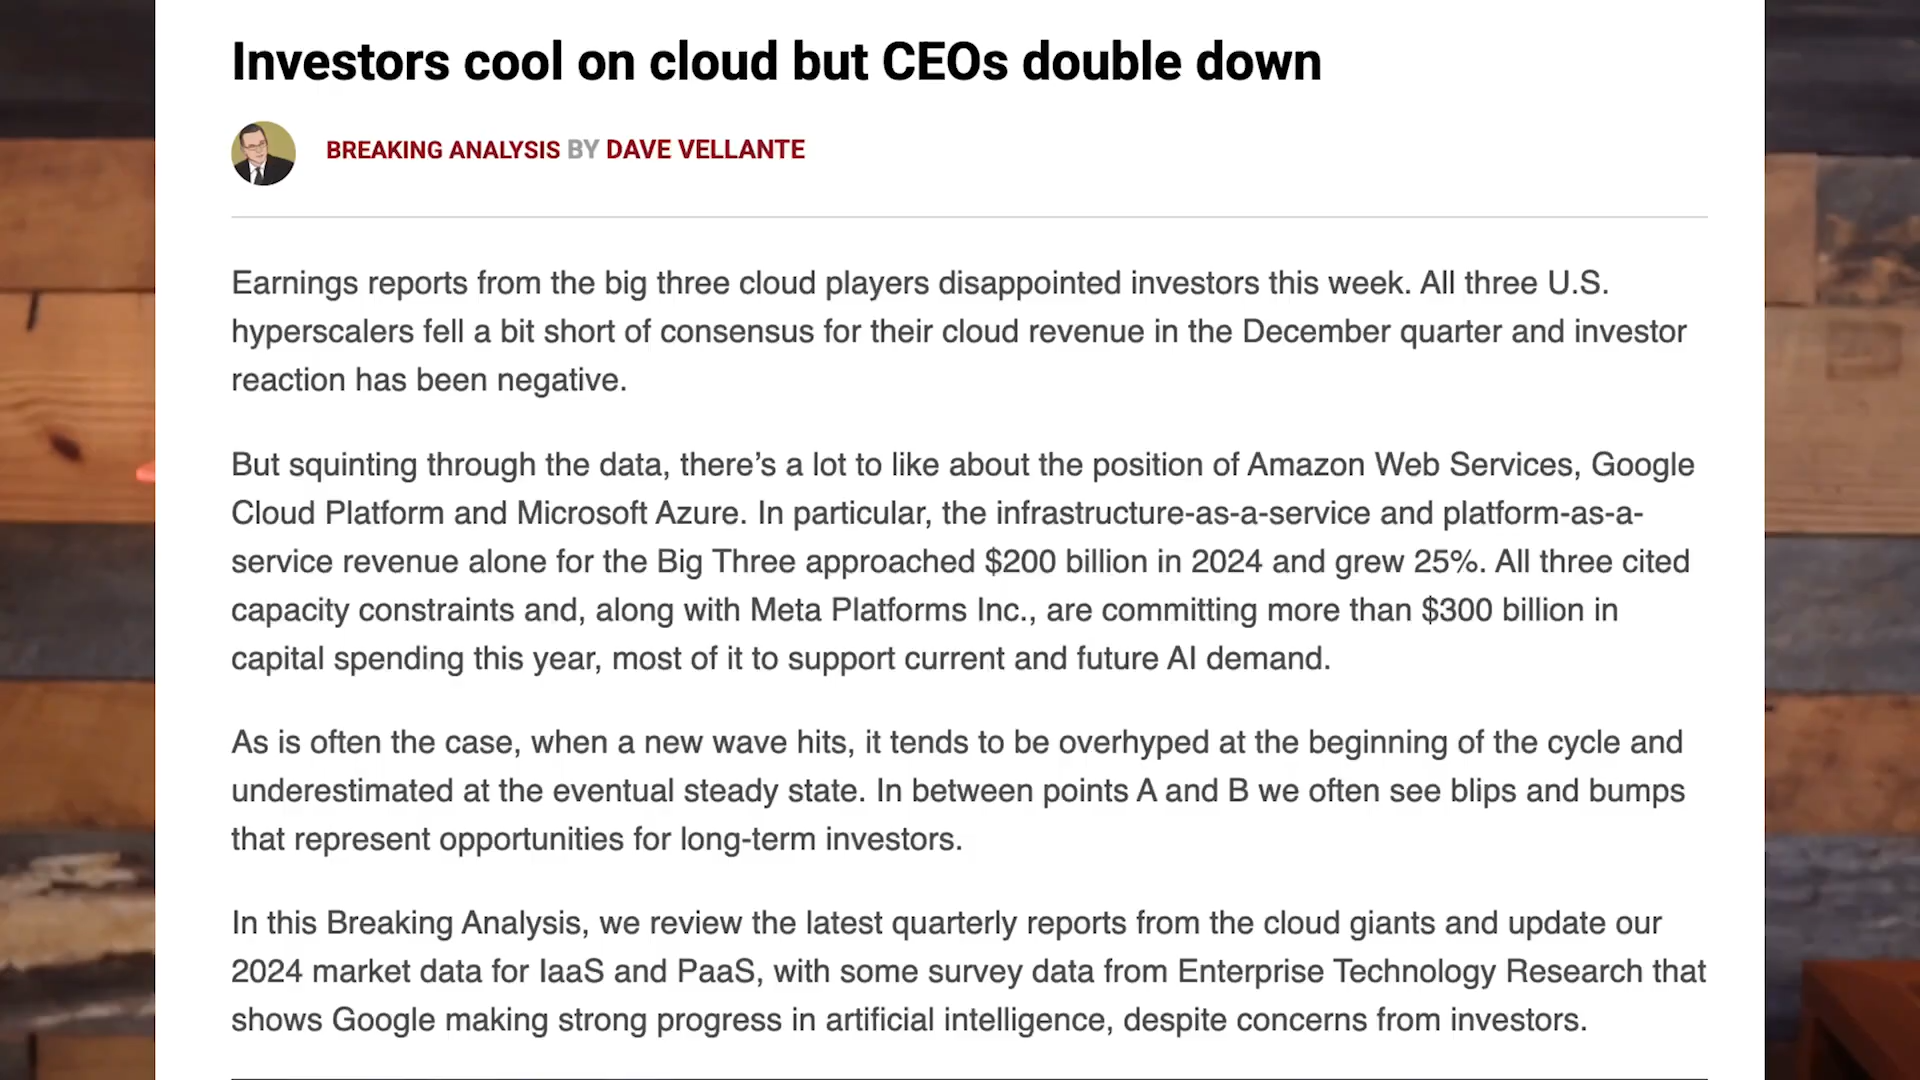 Investors cool on cloud but CEOs double down
BREAKING ANALYSIS BY DAVE VELLANTE
Earnings reports from the big three cloud players disappointed investors this week. All three U.S.
hyperscalers fell a bit short of consensus for their cloud revenue in the December quarter and investor
reaction has been negative.
But squinting through the data, there’s a lot to like about the position of Amazon Web Services, Google
Cloud Platform and Microsoft Azure. In particular, the infrastructure-as-a-service and platform-as-a-
service revenue alone for the Big Three approached $200 billion in 2024 and grew 25%. All three cited
capacity constraints and, along with Meta Platforms Inc., are committing more than $300 billion in
capital spending this year, most of it to support current and future AI demand.
As is often the case, when a new wave hits, it tends to be overhyped at the beginning of the cycle and
underestimated at the eventual steady state. In between points A and B we often see blips and bumps
that represent opportunities for long-term investors.
In this Breaking Analysis, we review the latest quarterly reports from the cloud giants and update our
2024 market data for IaaS and PaaS, with some survey data from Enterprise Technology Research that
shows Google making strong progress in artificial intelligence, despite concerns from investors.